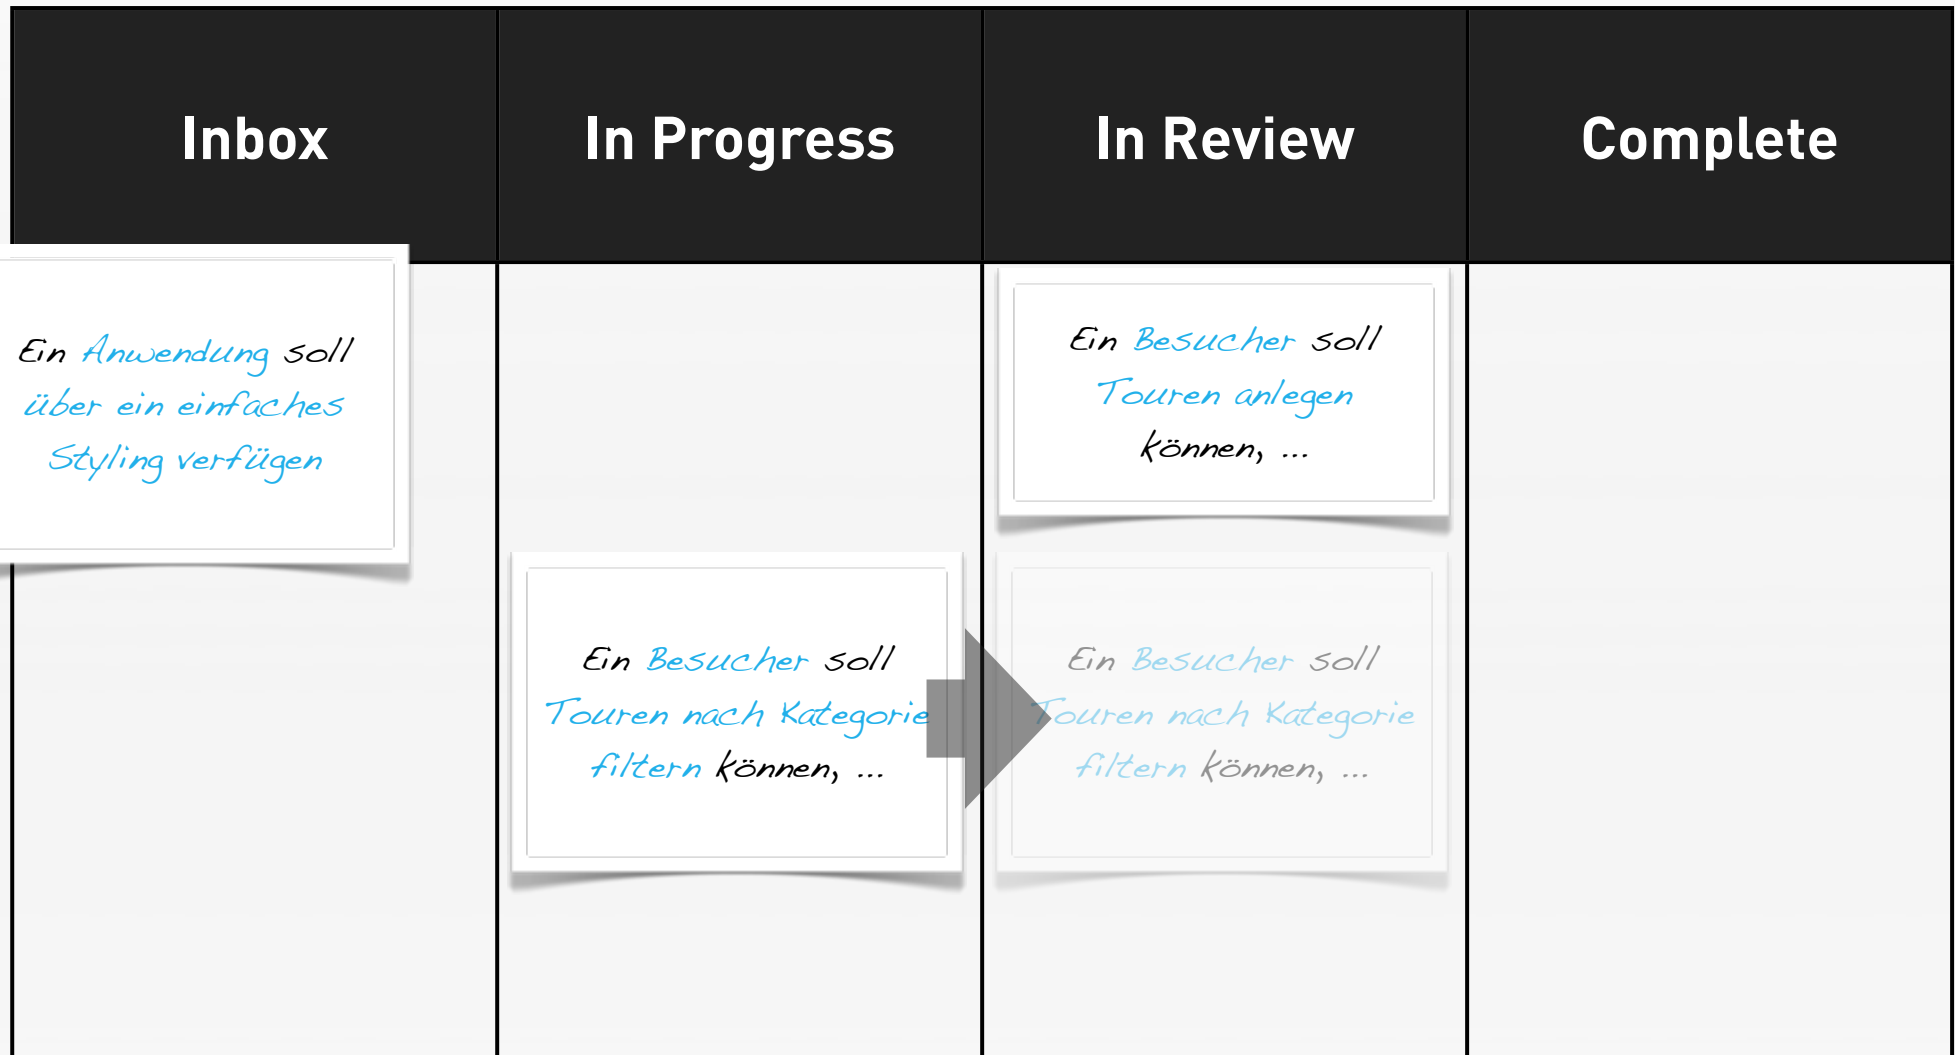 Inbox
In Progress
In Review
Complete
Ein Anwendung soll
über ein einfaches
Styling verfügen
Ein Besucher soll
Touren nach Kategorie
filtern können, ...
Ein Besucher soll
Touren anlegen
können, ...
Ein Besucher soll
Touren nach Kategorie
filtern können, ...